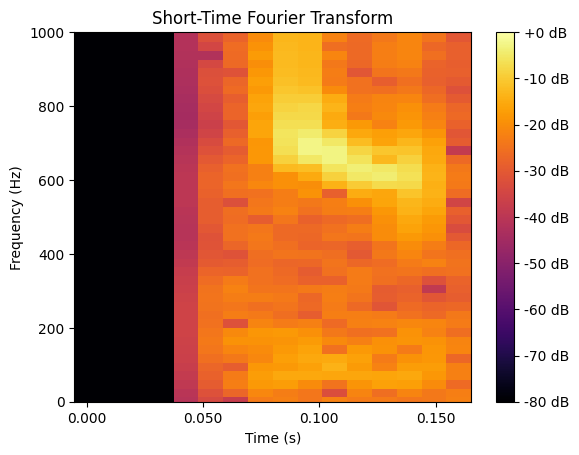 Short-Time Fourier Transform
Frequency (Hz)
1000
800
600
400
200
0
0.000
0.050
0.100
0.150
Time (s)
+0 dB
-10 dB
-20 dB
-30 dB
-40 dB
-50 dB
-60 dB
-70 dB
-80 dB